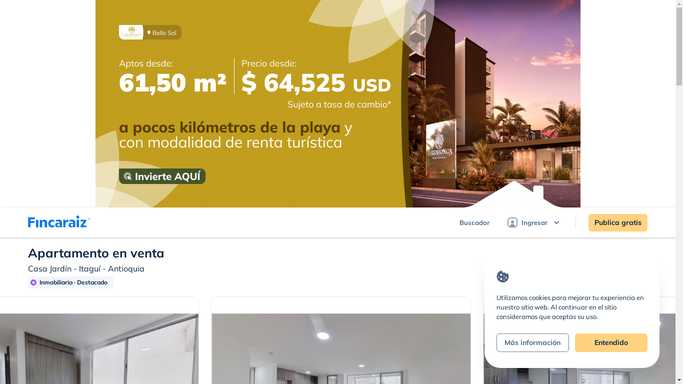 Bello Sol
Aptos desde:
61,50 m²
Precio desde:
$ 64,525 USD
Sujeto a tasa de cambio*
a pocos kilómetros de la playa y
con modalidad de renta turística
Invierte AQUÍ
Fincaraiz
Buscador
Ingresar
Publica gratis
Apartamento en venta
Casa Jardín - Itaguí - Antioquia
Inmobiliaria · Destacado
Utilizamos cookies para mejorar tu experiencia en
nuestro sitio web. Al continuar en el sitio
consideramos que aceptas su uso.
Más información
Entendido